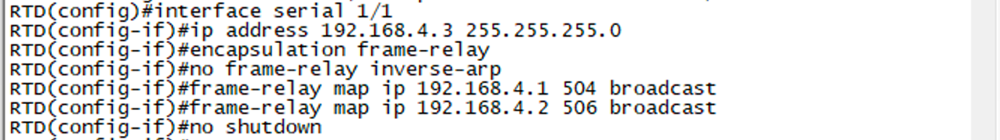 RTD(config)#interface serial 1/1
RTD(config-if)#ip address 192.168.4.3 255.255.255.0
RTD(config-if)#encapsulation frame-relay
RTD(config-if)#no frame-relay inverse-arp
RTD(config-if)#frame-relay map ip 192.168.4.1 504 broadcast
RTD(config-if)#frame-relay map ip 192.168.4.2 506 broadcast
RTD(config-if)#no shutdown